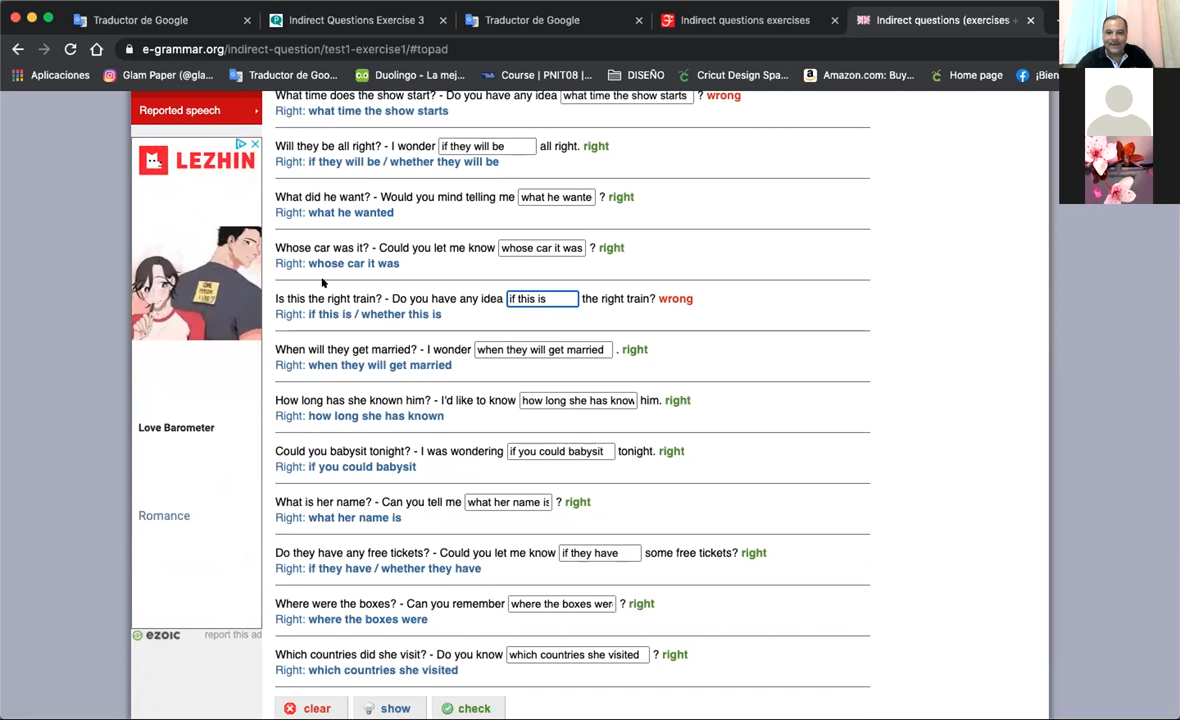 Traductor de Google
Indirect Questions Exercise 3
Traductor de Google
Indirect questions exercises
Indirect questions (exercises +
e-grammar.org/indirect-question/test1-exercise1/#topad
Aplicaciones
Glam Paper (@gla...
Traductor de Goo...
Duolingo - La mej...
Course | PNIT08 |...
DISEÑO
Cricut Design Spa...
Amazon.com: Buy...
Home page
¡Bien
Reported speech
LEZHIN
Love Barometer
Romance
ezoic
report this ad
What time does the show start? - Do you have any idea what time the show starts ? wrong
Right: what time the show starts
Will they be all right? - I wonder if they will be all right. right
Right: if they will be / whether they will be
What did he want? - Would you mind telling me what he wante ? right
Right: what he wanted
Whose car was it? - Could you let me know whose car it was ? right
Right: whose car it was
Is this the right train? - Do you have any idea if this is the right train? wrong
Right: if this is / whether this is
When will they get married? - I wonder when they will get married . right
Right: when they will get married
How long has she known him? - I'd like to know how long she has know him. right
Right: how long she has known
Could you babysit tonight? - I was wondering if you could babysit tonight. right
Right: if you could babysit
What is her name? - Can you tell me what her name is ? right
Right: what her name is
Do they have any free tickets? - Could you let me know if they have some free tickets? right
Right: if they have / whether they have
Where were the boxes? - Can you remember where the boxes wer ? right
Right: where the boxes were
Which countries did she visit? - Do you know which countries she visited ? right
Right: which countries she visited
clear
show
check